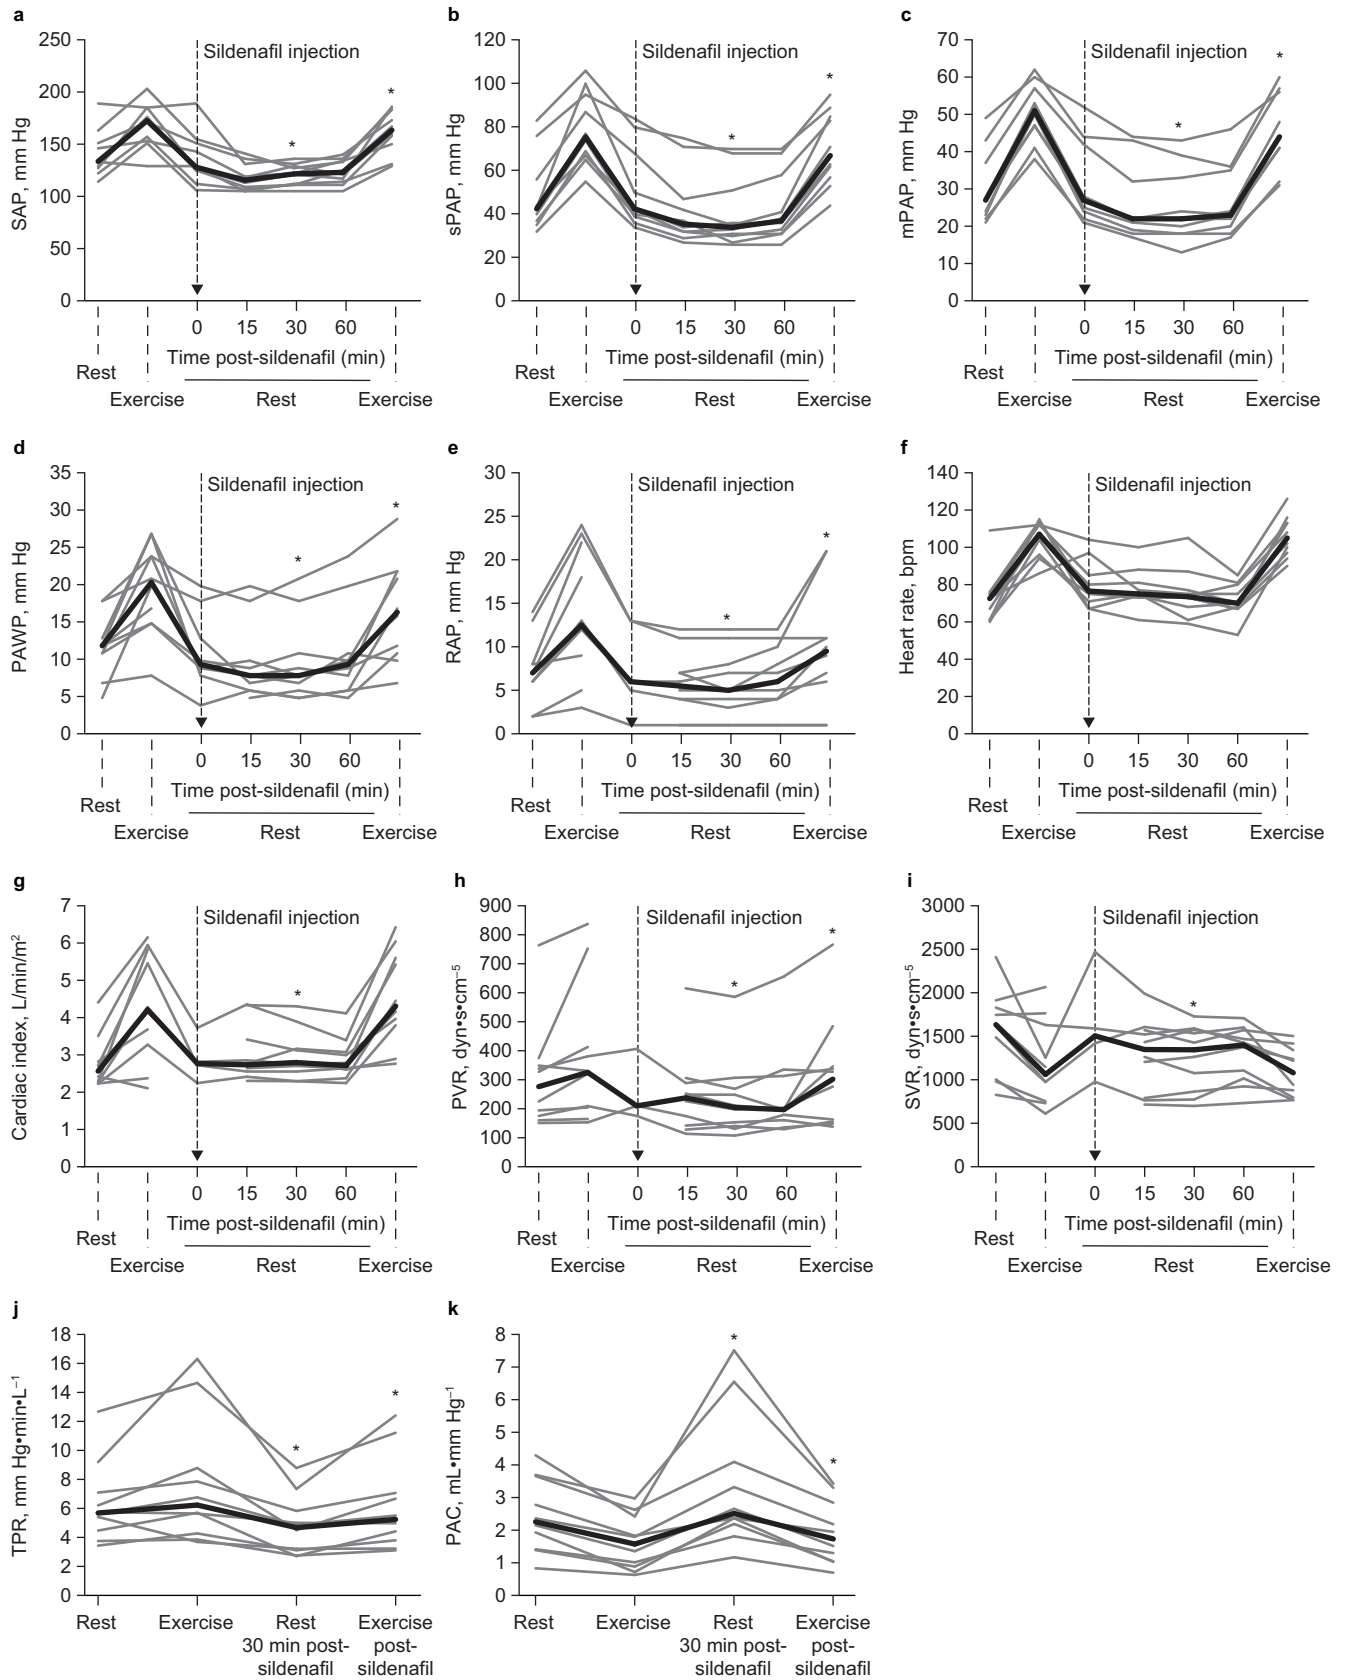 a
SAP, mm Hg
250
200
150
100
50
0
Sildenafil injection
*
*
0 15 30 60
Time post-sildenafil (min)
Rest
Exercise Rest Exercise
b
sPAP, mm Hg
120
100
80
60
40
20
0
Sildenafil injection
*
*
0 15 30 60
Time post-sildenafil (min)
Rest
Exercise Rest Exercise
c
mPAP, mm Hg
70
60
50
40
30
20
10
0
Sildenafil injection
*
*
0 15 30 60
Time post-sildenafil (min)
Rest
Exercise Rest Exercise
d
PAWP, mm Hg
35
30
25
20
15
10
5
0
Sildenafil injection
*
*
0 15 30 60
Time post-sildenafil (min)
Rest
Exercise Rest Exercise
e
RAP, mm Hg
30
25
20
15
10
5
0
Sildenafil injection
*
*
0 15 30 60
Time post-sildenafil (min)
Rest
Exercise Rest Exercise
f
Heart rate, bpm
140
120
100
80
60
40
20
0
Sildenafil injection
0 15 30 60
Time post-sildenafil (min)
Rest
Exercise Rest Exercise
g
Cardiac index, L/min/m²
7
6
5
4
3
2
1
0
Sildenafil injection
*
0 15 30 60
Time post-sildenafil (min)
Rest
Exercise Rest Exercise
h
PVR, dyn•s•cm⁻⁵
900
800
700
600
500
400
300
200
100
0
Sildenafil injection
*
*
0 15 30 60
Time post-sildenafil (min)
Rest
Exercise Rest Exercise
i
SVR, dyn•s•cm⁻⁵
3000
2500
2000
1500
1000
500
0
Sildenafil injection
*
0 15 30 60
Time post-sildenafil (min)
Rest
Exercise Rest Exercise
j
TPR, mm Hg•min•L⁻¹
18
16
14
12
10
8
6
4
2
0
*
*
Rest Exercise Rest Exercise
30 min post- post-
sildenafil sildenafil
k
PAC, mL•mm Hg⁻¹
8
7
6
5
4
3
2
1
0
*
*
Rest Exercise Rest Exercise
30 min post- post-
sildenafil sildenafil